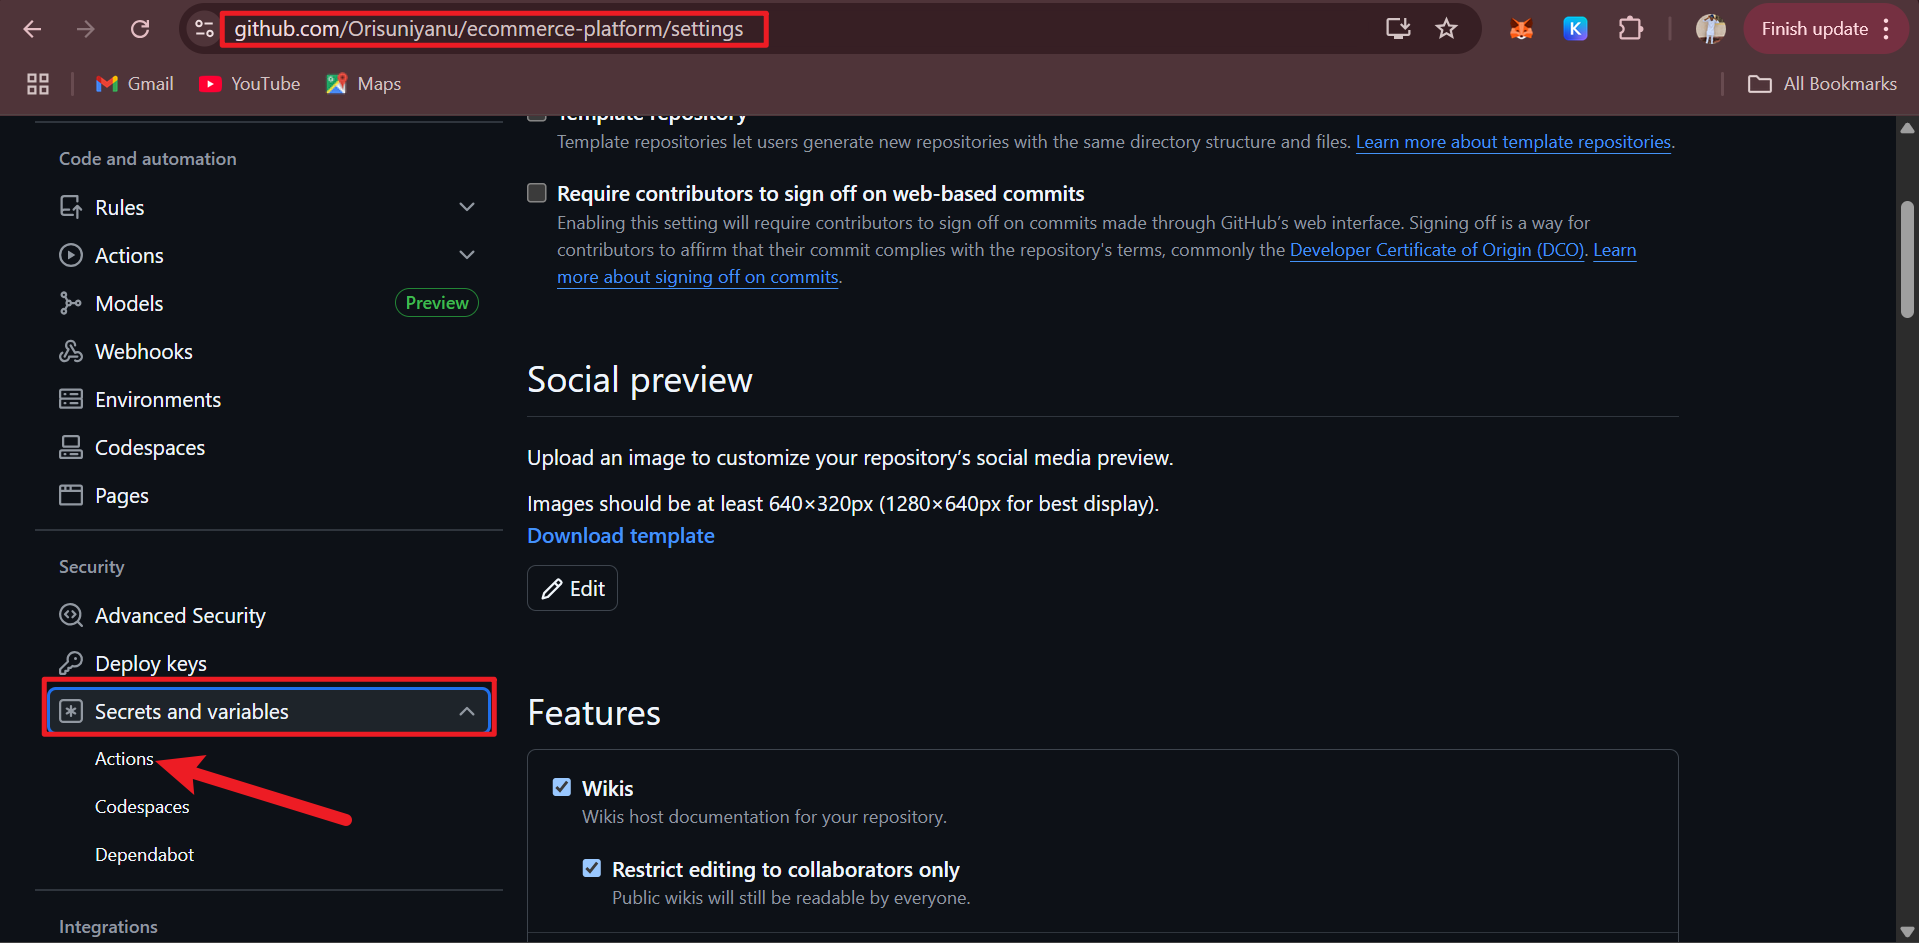 github.com/Orisuniyanu/ecommerce-platform/settings
K
Finish update
Gmail
YouTube
Maps
All Bookmarks
Template repository
Template repositories let users generate new repositories with the same directory structure and files. Learn more about template repositories.
Code and automation
Rules
Actions
Models
Preview
Webhooks
Environments
Codespaces
Pages
Security
Advanced Security
Deploy keys
Secrets and variables
Actions
Codespaces
Dependabot
Integrations
Require contributors to sign off on web-based commits
Enabling this setting will require contributors to sign off on commits made through GitHub’s web interface. Signing off is a way for
contributors to affirm that their commit complies with the repository's terms, commonly the Developer Certificate of Origin (DCO). Learn
more about signing off on commits.
Social preview
Upload an image to customize your repository’s social media preview.
Images should be at least 640×320px (1280×640px for best display).
Download template
Edit
Features
Wikis
Wikis host documentation for your repository.
Restrict editing to collaborators only
Public wikis will still be readable by everyone.